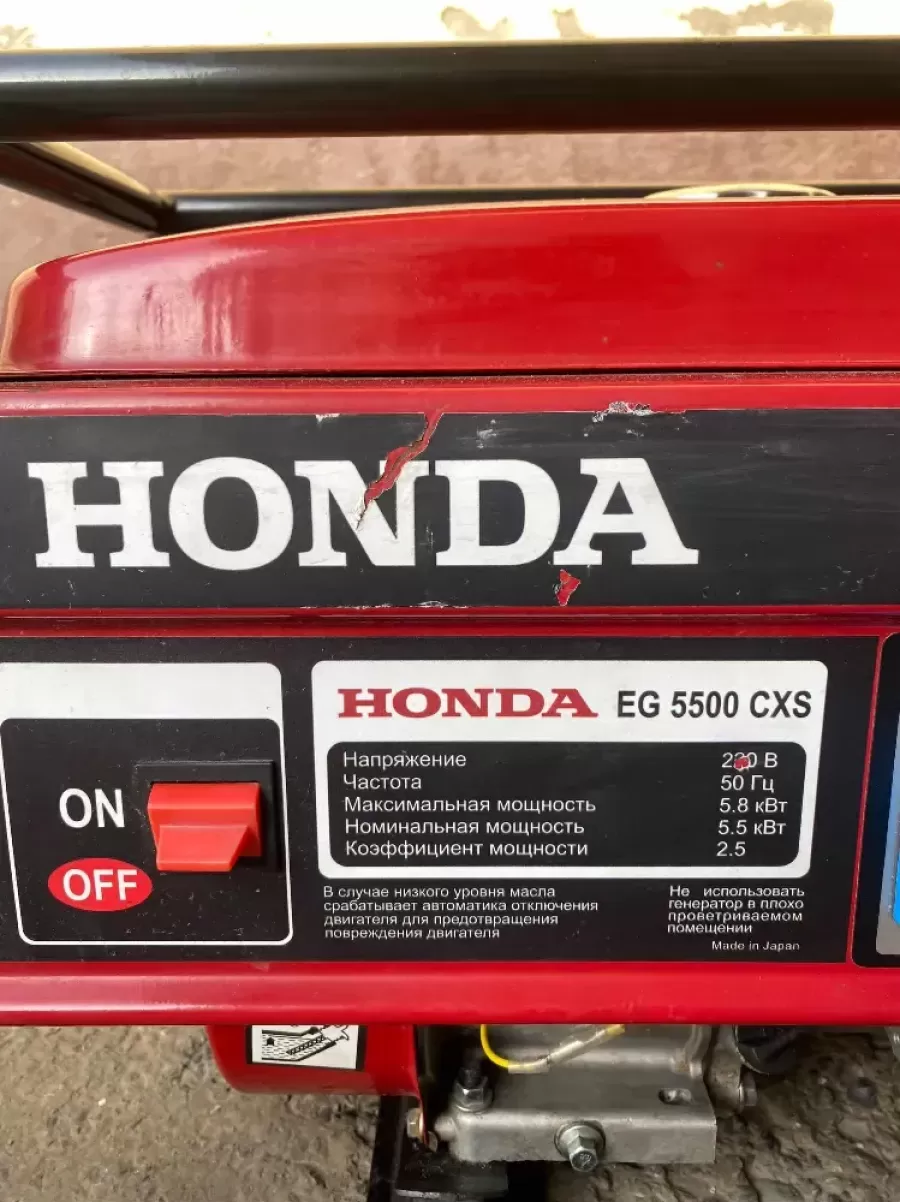 HONDA
HONDA EG 5500 CXS
Напряжение 220 В
Частота 50 Гц
Максимальная мощность 5.8 кВт
Номинальная мощность 5.5 кВт
Коэффициент мощности 2.5
ON
OFF
В случае низкого уровня масла
срабатывает автоматика отключения
двигателя для предотвращения
повреждения двигателя
Не использовать
генератор в плохо
проветриваемом
помещении
Made in Japan